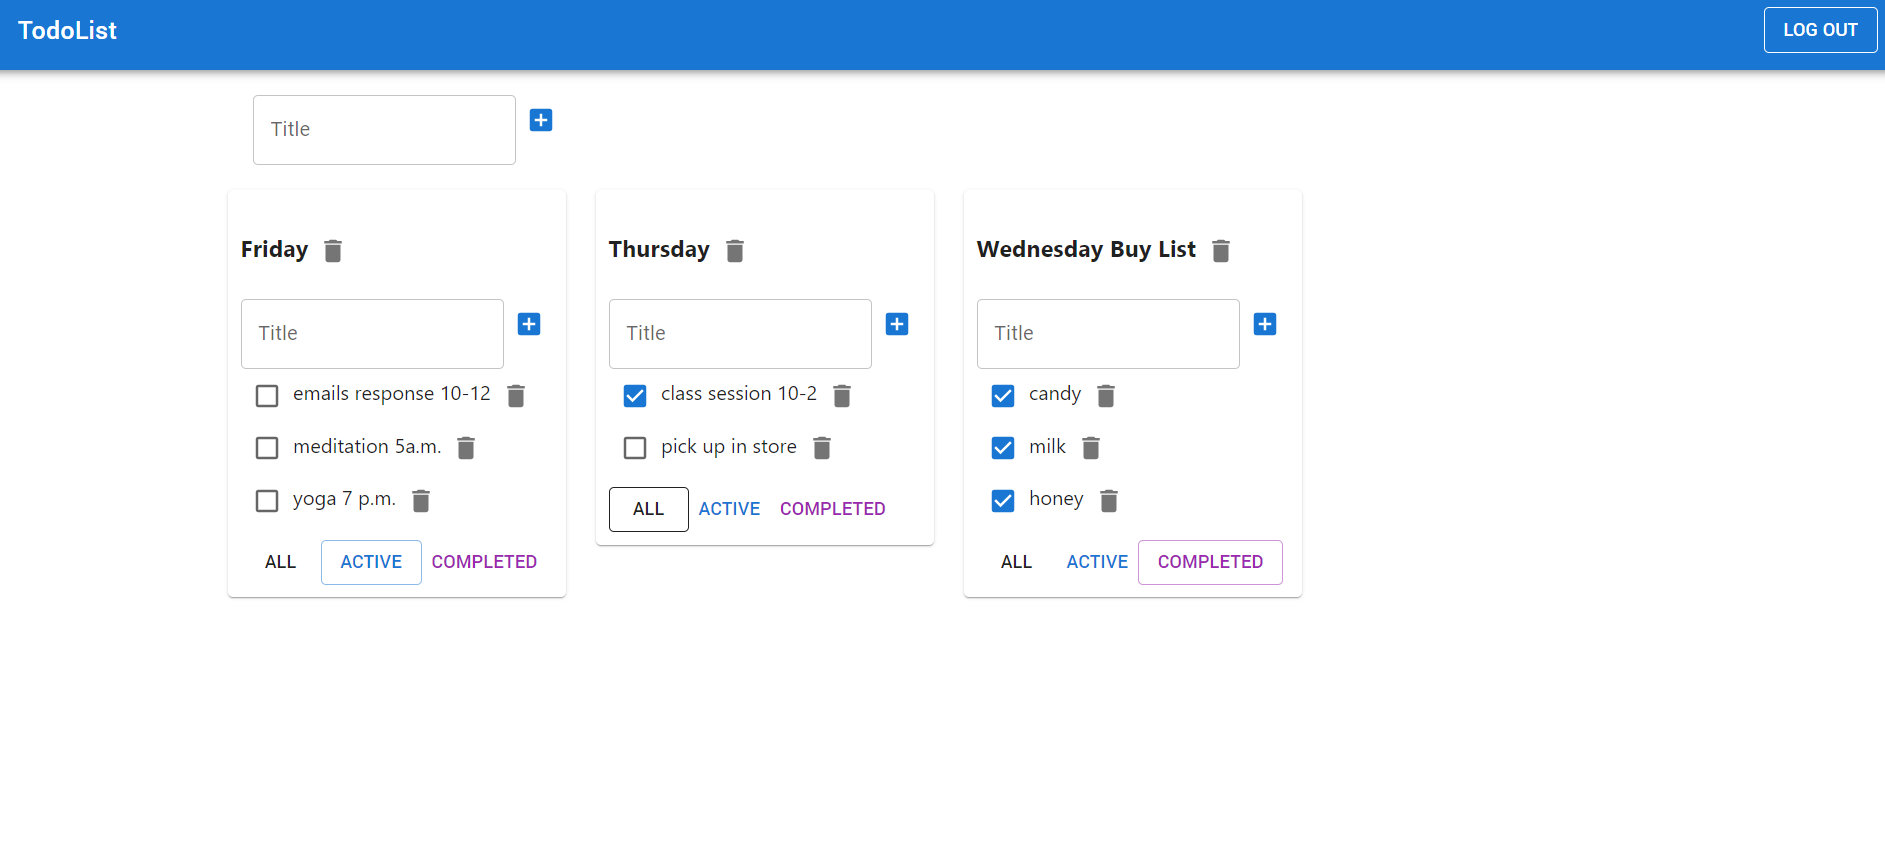 TodoList
LOG OUT
Title
Friday
Title
emails response 10-12
meditation 5a.m.
yoga 7 p.m.
ALL ACTIVE COMPLETED
Thursday
Title
class session 10-2
pick up in store
ALL ACTIVE COMPLETED
Wednesday Buy List
Title
candy
milk
honey
ALL ACTIVE COMPLETED